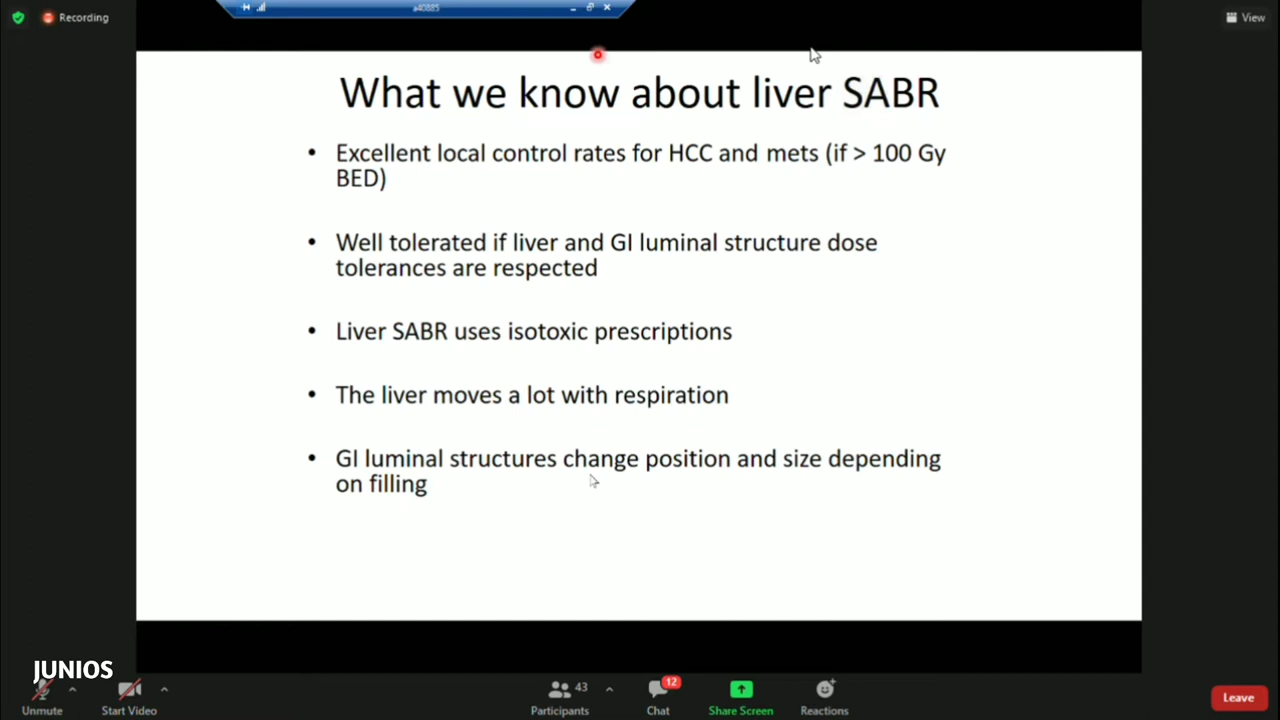 Recording
a40885
View
What we know about liver SABR
• Excellent local control rates for HCC and mets (if > 100 Gy
BED)
• Well tolerated if liver and GI luminal structure dose
tolerances are respected
• Liver SABR uses isotoxic prescriptions
• The liver moves a lot with respiration
• GI luminal structures change position and size depending
on filling
JUNIOS
43
12
Unmute
Start Video
Participants
Chat
Share Screen
Reactions
Leave